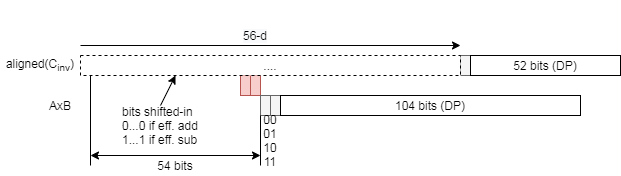 56-d
aligned(Cinv)
....
52 bits (DP)
AxB
104 bits (DP)
bits shifted-in
0...0 if eff. add
1...1 if eff. sub
00
01
10
11
54 bits